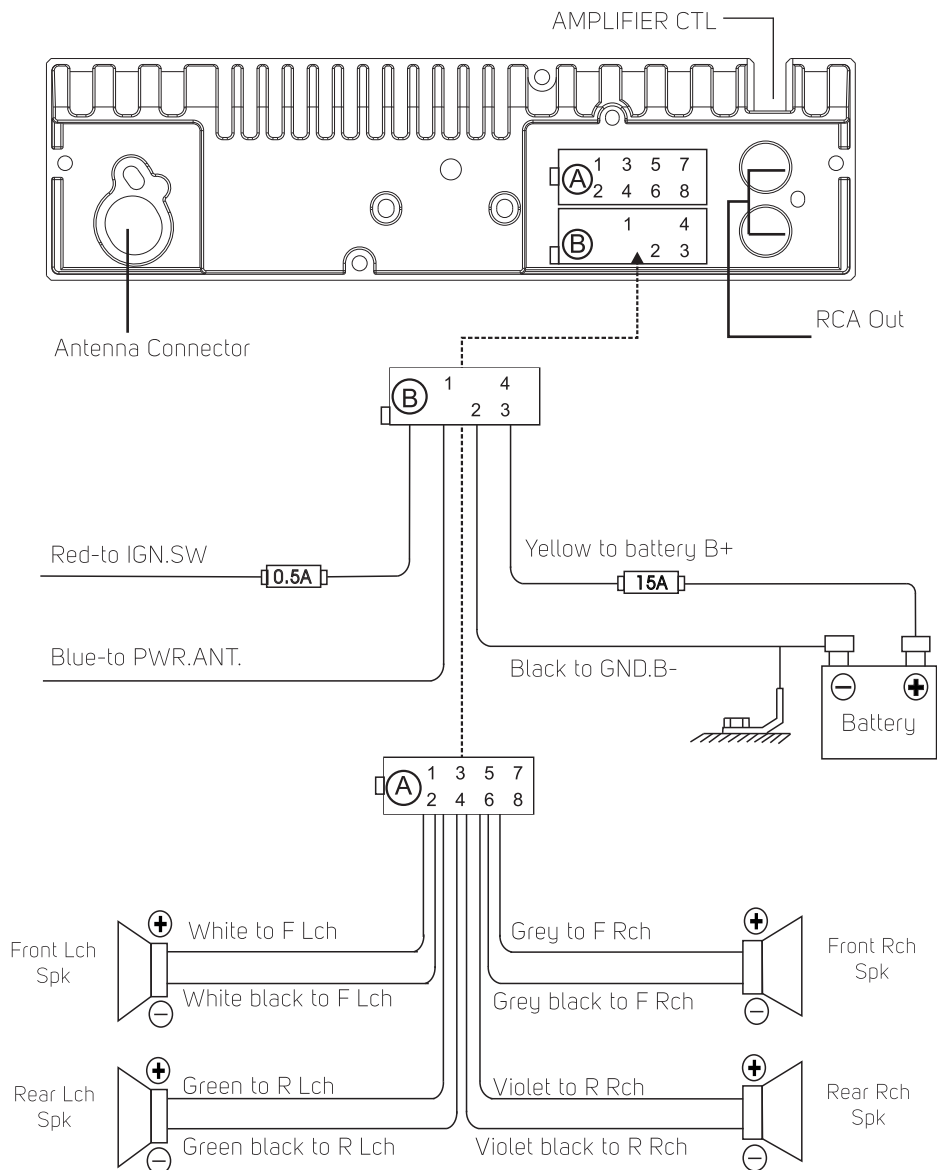 AMPLIFIER CTL
A 1 3 5 7
2 4 6 8
B 1 4
2 3
RCA Out
Antenna Connector
B 1 4
2 3
Red-to IGN.SW
0.5A
Yellow to battery B+
15A
Blue-to PWR.ANT.
Black to GND.B-
− +
Battery
A 1 3 5 7
2 4 6 8
+
White to F Lch
Front Lch
Spk
White black to F Lch
−
+
Grey to F Rch
Front Rch
Spk
Grey black to F Rch
−
+
Green to R Lch
Rear Lch
Spk
Green black to R Lch
−
+
Violet to R Rch
Rear Rch
Spk
Violet black to R Rch
−